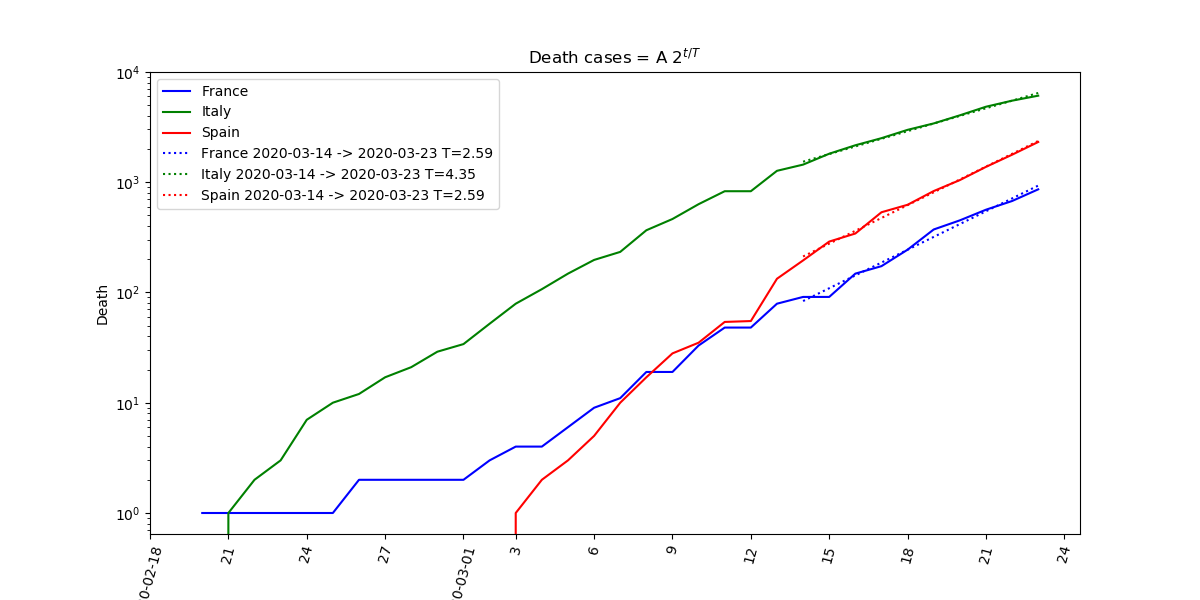 Death cases = A 2^{t/T}
France
Italy
Spain
France 2020-03-14 -> 2020-03-23 T=2.59
Italy 2020-03-14 -> 2020-03-23 T=4.35
Spain 2020-03-14 -> 2020-03-23 T=2.59
Death
10^4
10^3
10^2
10^1
10^0
0-02-18
21
24
27
0-03-01
3
6
9
12
15
18
21
24